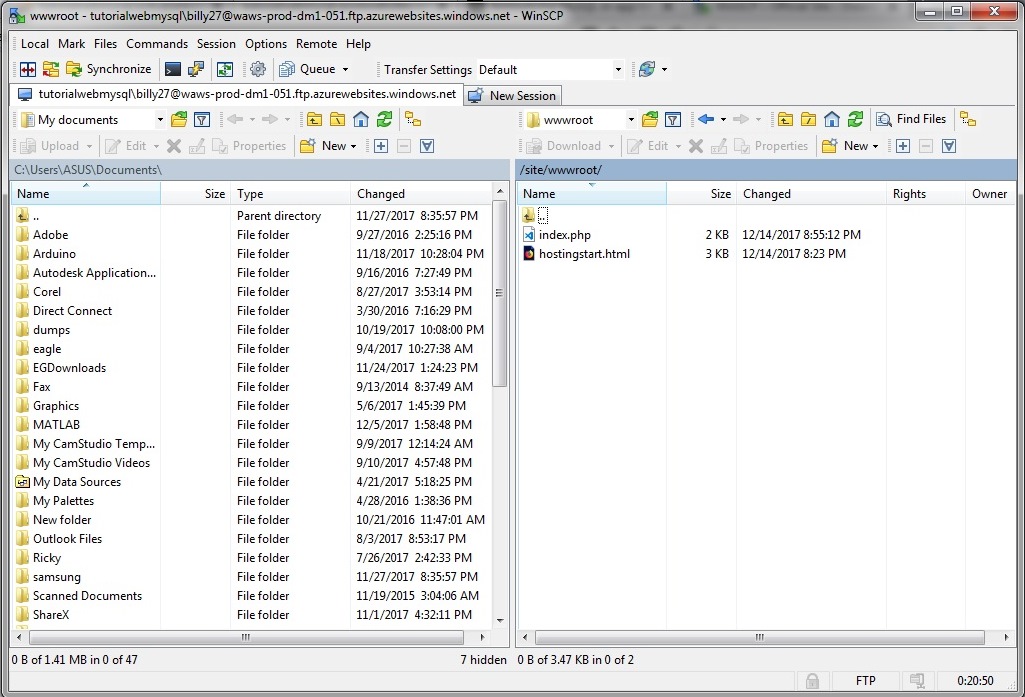 wwwroot - tutorialwebmysql\billy27@waws-prod-dm1-051.ftp.azurewebsites.windows.net - WinSCP
Local Mark Files Commands Session Options Remote Help
Synchronize Queue Transfer Settings Default
tutorialwebmysql\billy27@waws-prod-dm1-051.ftp.azurewebsites.windows.net New Session
My documents wwwroot Find Files
Upload Edit Properties New Download Edit Properties New
C:\Users\ASUS\Documents\ /site/wwwroot/
Name Size Type Changed Name Size Changed Rights Owner
.. Parent directory 11/27/2017 8:35:57 PM ..
Adobe File folder 9/27/2016 2:25:16 PM index.php 2 KB 12/14/2017 8:55:12 PM
Arduino File folder 11/18/2017 10:28:04 PM hostingstart.html 3 KB 12/14/2017 8:23 PM
Autodesk Application... File folder 9/16/2016 7:27:49 PM
Corel File folder 8/27/2017 3:53:14 PM
Direct Connect File folder 3/30/2016 7:16:29 PM
dumps File folder 10/19/2017 10:08:00 PM
eagle File folder 9/4/2017 10:27:38 AM
EGDownloads File folder 11/24/2017 1:24:23 PM
Fax File folder 9/13/2014 8:37:49 AM
Graphics File folder 5/6/2017 1:45:39 PM
MATLAB File folder 12/5/2017 1:58:48 PM
My CamStudio Temp... File folder 9/9/2017 12:14:24 AM
My CamStudio Videos File folder 9/10/2017 4:57:48 PM
My Data Sources File folder 4/21/2017 5:18:25 PM
My Palettes File folder 4/28/2016 1:38:36 PM
New folder File folder 10/21/2016 11:47:01 AM
Outlook Files File folder 8/3/2017 8:53:17 PM
Ricky File folder 7/26/2017 2:42:33 PM
samsung File folder 11/27/2017 8:35:57 PM
Scanned Documents File folder 11/19/2015 3:04:06 AM
ShareX File folder 11/1/2017 4:32:11 PM
0 B of 1.41 MB in 0 of 47 7 hidden 0 B of 3.47 KB in 0 of 2
FTP 0:20:50